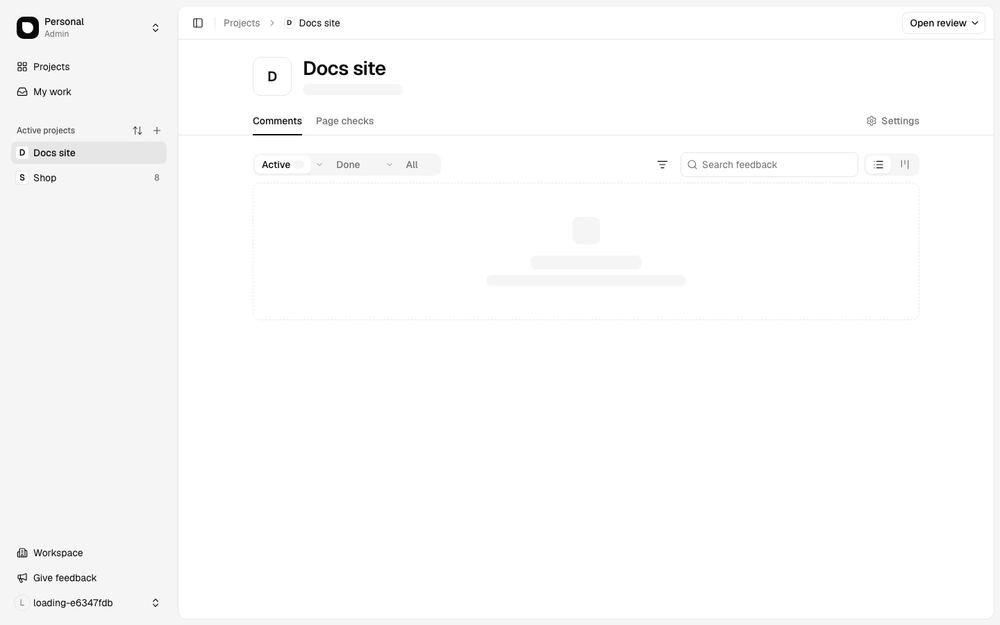 Personal
Admin
Projects
My work
Active projects
D Docs site
S Shop 8
Workspace
Give feedback
L loading-e6347fdb
Projects > D Docs site
Open review
D
Docs site
Comments
Page checks
Settings
Active
Done
All
Search feedback